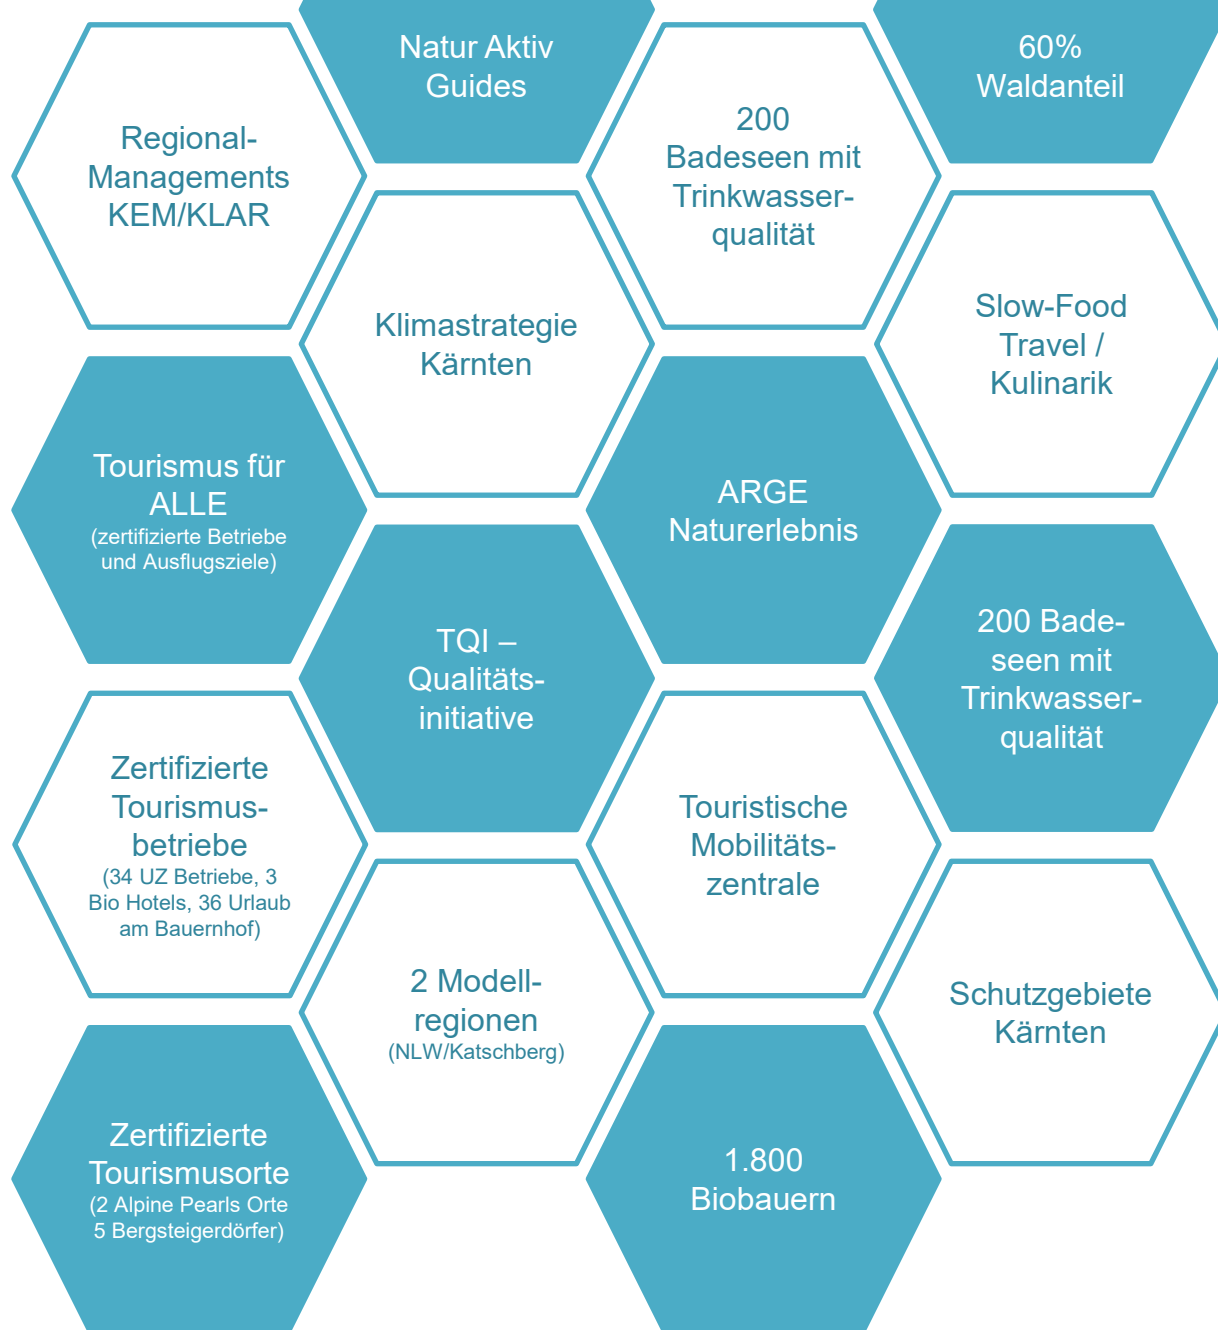 Natur Aktiv
Guides
60%
Waldanteil
Regional-
Managements
KEM/KLAR
200
Badeseen mit
Trinkwasser-
qualität
Klimastrategie
Kärnten
Slow-Food
Travel /
Kulinarik
Tourismus für
ALLE
(zertifizierte Betriebe
und Ausflugsziele)
ARGE
Naturerlebnis
TQI –
Qualitäts-
initiative
200 Bade-
seen mit
Trinkwasser-
qualität
Zertifizierte
Tourismus-
betriebe
(34 UZ Betriebe, 3
Bio Hotels, 36 Urlaub
am Bauernhof)
Touristische
Mobilitäts-
zentrale
2 Modell-
regionen
(NLW/Katschberg)
Schutzgebiete
Kärnten
Zertifizierte
Tourismusorte
(2 Alpine Pearls Orte
5 Bergsteigerdörfer)
1.800
Biobauern